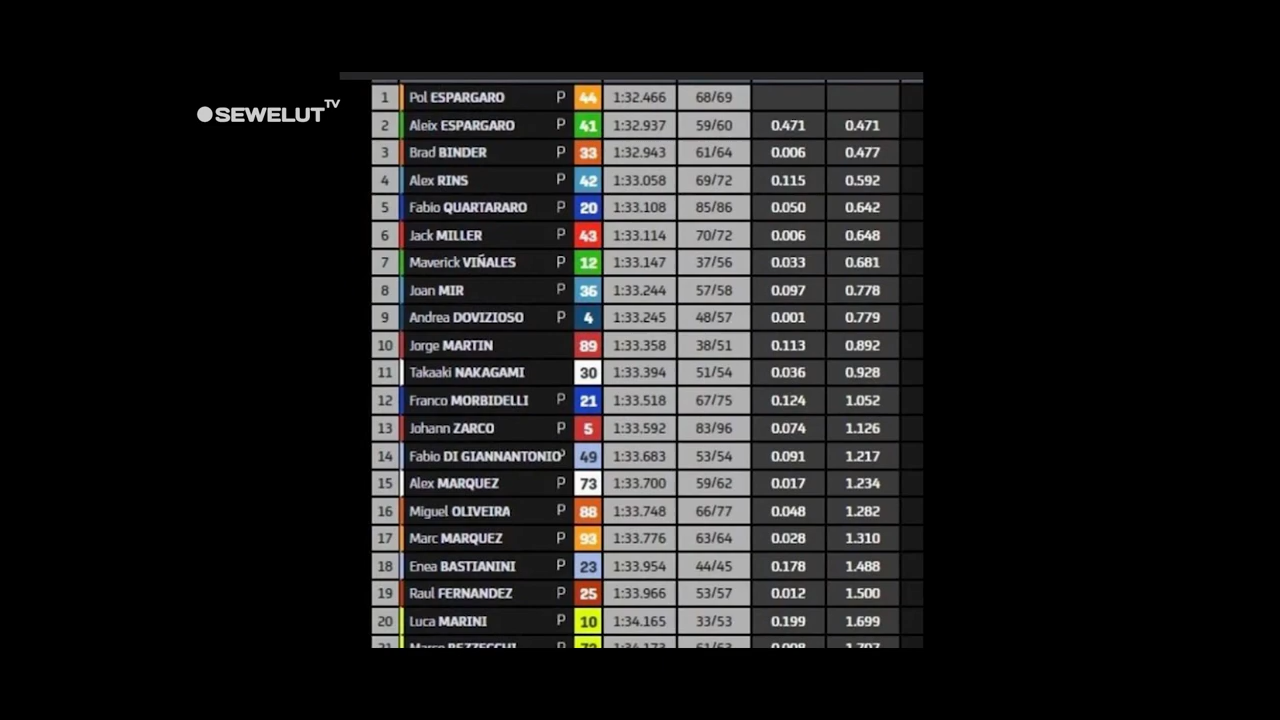 SEWELUT TV
1 Pol ESPARGARO P 44 1:32.466 68/69
2 Aleix ESPARGARO P 41 1:32.937 59/60 0.471 0.471
3 Brad BINDER P 33 1:32.943 61/64 0.006 0.477
4 Alex RINS P 42 1:33.058 69/72 0.115 0.592
5 Fabio QUARTARARO P 20 1:33.108 85/86 0.050 0.642
6 Jack MILLER P 43 1:33.114 70/72 0.006 0.648
7 Maverick VIÑALES P 12 1:33.147 37/56 0.033 0.681
8 Joan MIR P 36 1:33.244 57/58 0.097 0.778
9 Andrea DOVIZIOSO P 4 1:33.245 48/57 0.001 0.779
10 Jorge MARTIN 89 1:33.358 38/51 0.113 0.892
11 Takaaki NAKAGAMI 30 1:33.394 51/54 0.036 0.928
12 Franco MORBIDELLI P 21 1:33.518 67/75 0.124 1.052
13 Johann ZARCO P 5 1:33.592 83/96 0.074 1.126
14 Fabio DI GIANNANTONIO P 49 1:33.683 53/54 0.091 1.217
15 Alex MARQUEZ P 73 1:33.700 59/62 0.017 1.234
16 Miguel OLIVEIRA P 88 1:33.748 66/77 0.048 1.282
17 Marc MARQUEZ P 93 1:33.776 63/64 0.028 1.310
18 Enea BASTIANINI P 23 1:33.954 44/45 0.178 1.488
19 Raul FERNANDEZ P 25 1:33.966 53/57 0.012 1.500
20 Luca MARINI P 10 1:34.165 33/53 0.199 1.699
Marco BEZZECCHI P 72